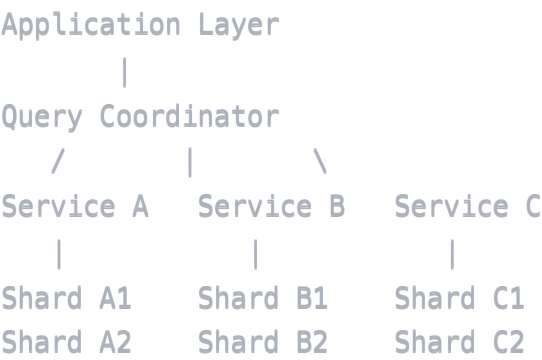 Application Layer
|
Query Coordinator
/ | \
Service A Service B Service C
| | |
Shard A1 Shard B1 Shard C1
Shard A2 Shard B2 Shard C2